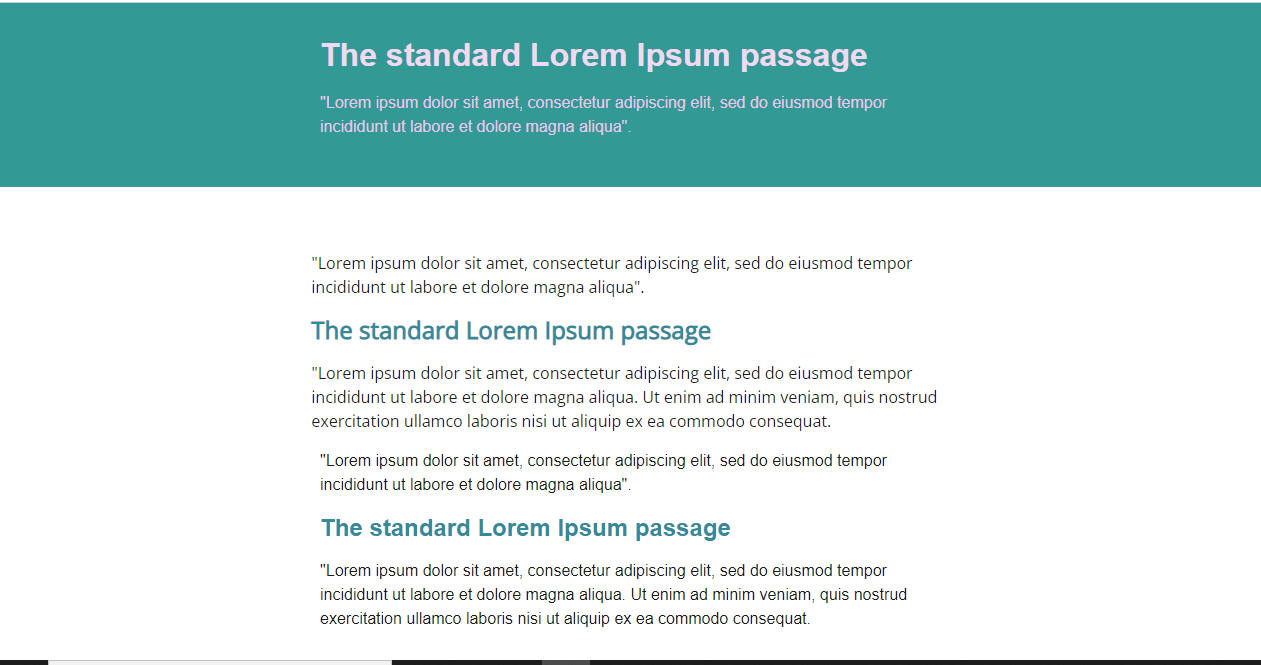 The standard Lorem Ipsum passage
"Lorem ipsum dolor sit amet, consectetur adipiscing elit, sed do eiusmod tempor
incididunt ut labore et dolore magna aliqua".
"Lorem ipsum dolor sit amet, consectetur adipiscing elit, sed do eiusmod tempor
incididunt ut labore et dolore magna aliqua".
The standard Lorem Ipsum passage
"Lorem ipsum dolor sit amet, consectetur adipiscing elit, sed do eiusmod tempor
incididunt ut labore et dolore magna aliqua. Ut enim ad minim veniam, quis nostrud
exercitation ullamco laboris nisi ut aliquip ex ea commodo consequat.
"Lorem ipsum dolor sit amet, consectetur adipiscing elit, sed do eiusmod tempor
incididunt ut labore et dolore magna aliqua".
The standard Lorem Ipsum passage
"Lorem ipsum dolor sit amet, consectetur adipiscing elit, sed do eiusmod tempor
incididunt ut labore et dolore magna aliqua. Ut enim ad minim veniam, quis nostrud
exercitation ullamco laboris nisi ut aliquip ex ea commodo consequat.